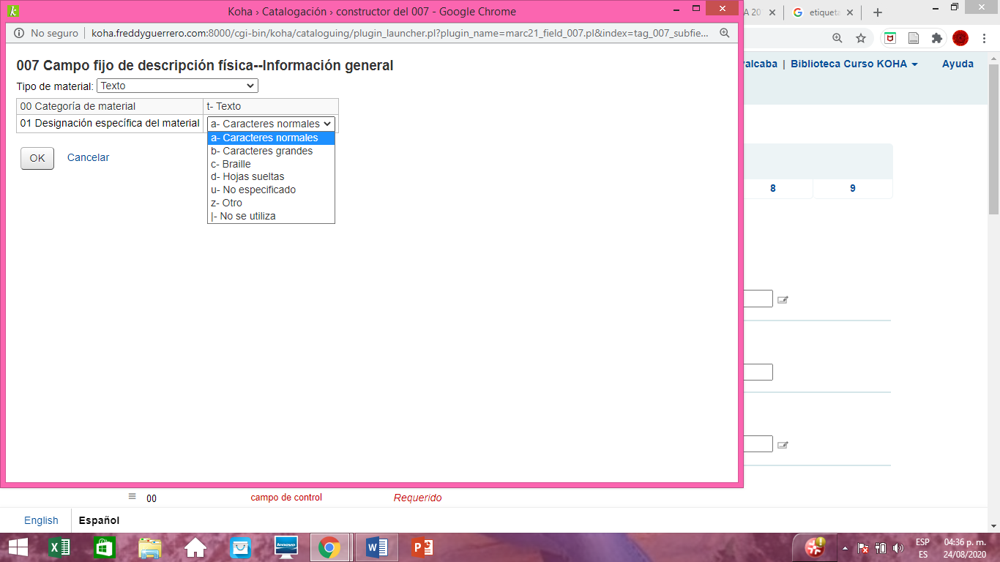 Koha › Catalogación › constructor del 007 - Google Chrome
A 20
etiqueta
No seguro
koha.freddyguerrero.com:8000/cgi-bin/koha/cataloguing/plugin_launcher.pl?plugin_name=marc21_field_007.pl&index=tag_007_subfie...
007 Campo fijo de descripción física--Información general
valcaba | Biblioteca Curso KOHA
Ayuda
Tipo de material: Texto
00 Categoría de material
t- Texto
01 Designación específica del material
a- Caracteres normales
a- Caracteres normales
b- Caracteres grandes
c- Braille
d- Hojas sueltas
u- No especificado
z- Otro
|- No se utiliza
OK
Cancelar
8
9
00
campo de control
Requerido
English
Español
ESP
ES
04:36 p. m.
24/08/2020